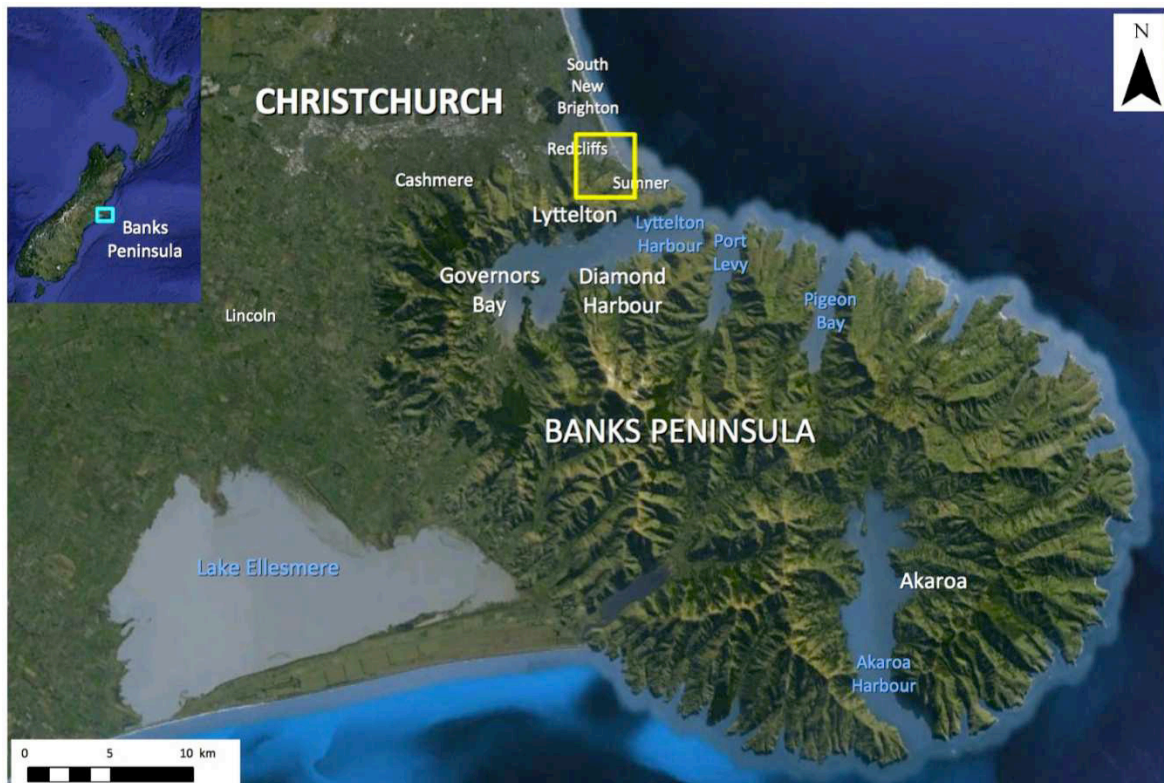 N
South
New
Brighton
CHRISTCHURCH
Redcliffs
Cashmere
Sumner
Lyttelton
Banks
Peninsula
Lyttelton
Harbour
Port
Levy
Governors
Bay
Diamond
Harbour
Pigeon
Bay
Lincoln
BANKS PENINSULA
Lake Ellesmere
Akaroa
Akaroa
Harbour
0 5 10 km